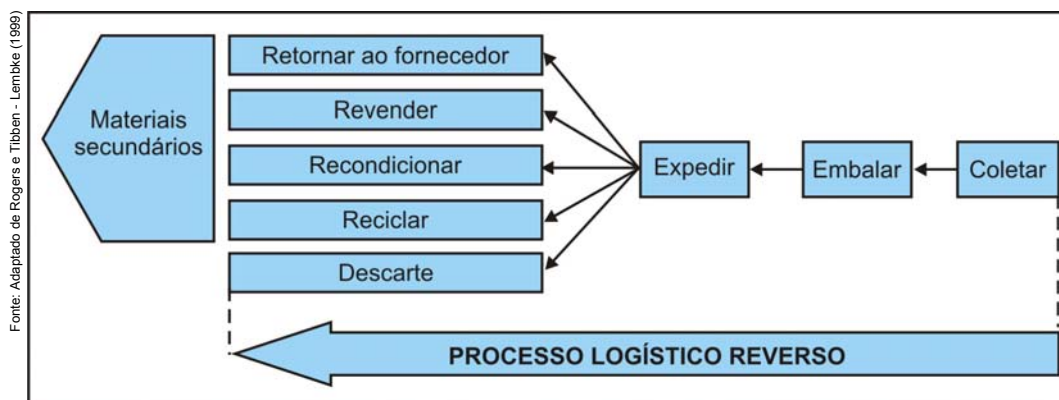 Fonte: Adaptado de Rogers e Tibben - Lembke (1999)
Materiais
secundários
Retornar ao fornecedor
Revender
Recondicionar
Reciclar
Descarte
Expedir
Embalar
Coletar
PROCESSO LOGÍSTICO REVERSO